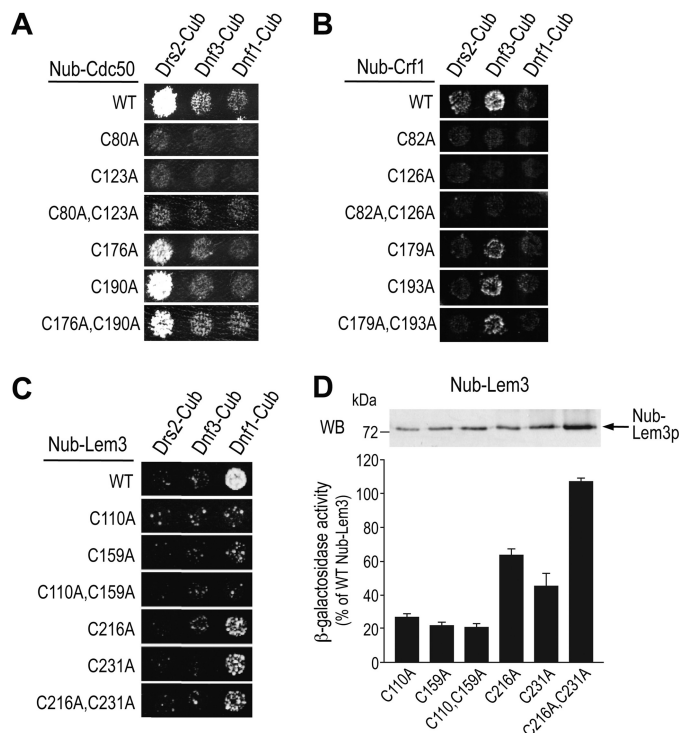 A
Nub-Cdc50
Drs2-Cub
Dnf3-Cub
Dnf1-Cub
WT
C80A
C123A
C80A,C123A
C176A
C190A
C176A,C190A
B
Nub-Crf1
Drs2-Cub
Dnf3-Cub
Dnf1-Cub
WT
C82A
C126A
C82A,C126A
C179A
C193A
C179A,C193A
C
Nub-Lem3
Drs2-Cub
Dnf3-Cub
Dnf1-Cub
WT
C110A
C159A
C110A,C159A
C216A
C231A
C216A,C231A
D
Nub-Lem3
kDa
WB
72
Nub-
Lem3p
β-galactosidase activity
(% of WT Nub-Lem3)
120
100
80
60
40
20
0
C110A
C159A
C110,C159A
C216A
C231A
C216A,C231A